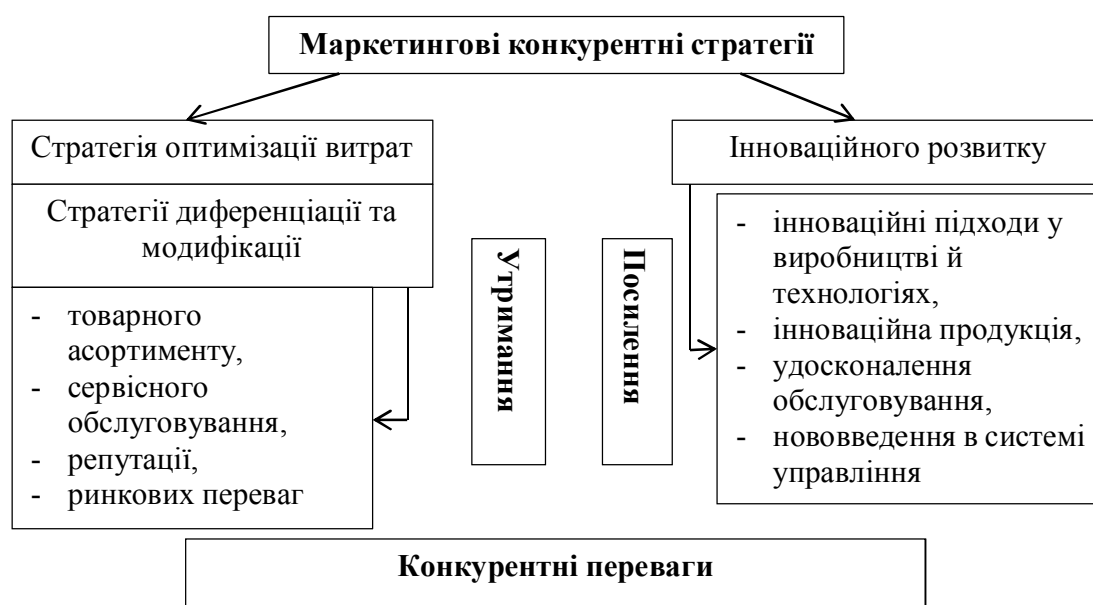 Маркетингові конкурентні стратегії
Стратегія оптимізації витрат
Стратегії диференціації та
модифікації
- товарного
асортименту,
- сервісного
обслуговування,
- репутації,
- ринкових переваг
Утримання
Посилення
Інноваційного розвитку
- інноваційні підходи у
виробництві й
технологіях,
- інноваційна продукція,
- удосконалення
обслуговування,
- нововведення в системі
управління
Конкурентні переваги